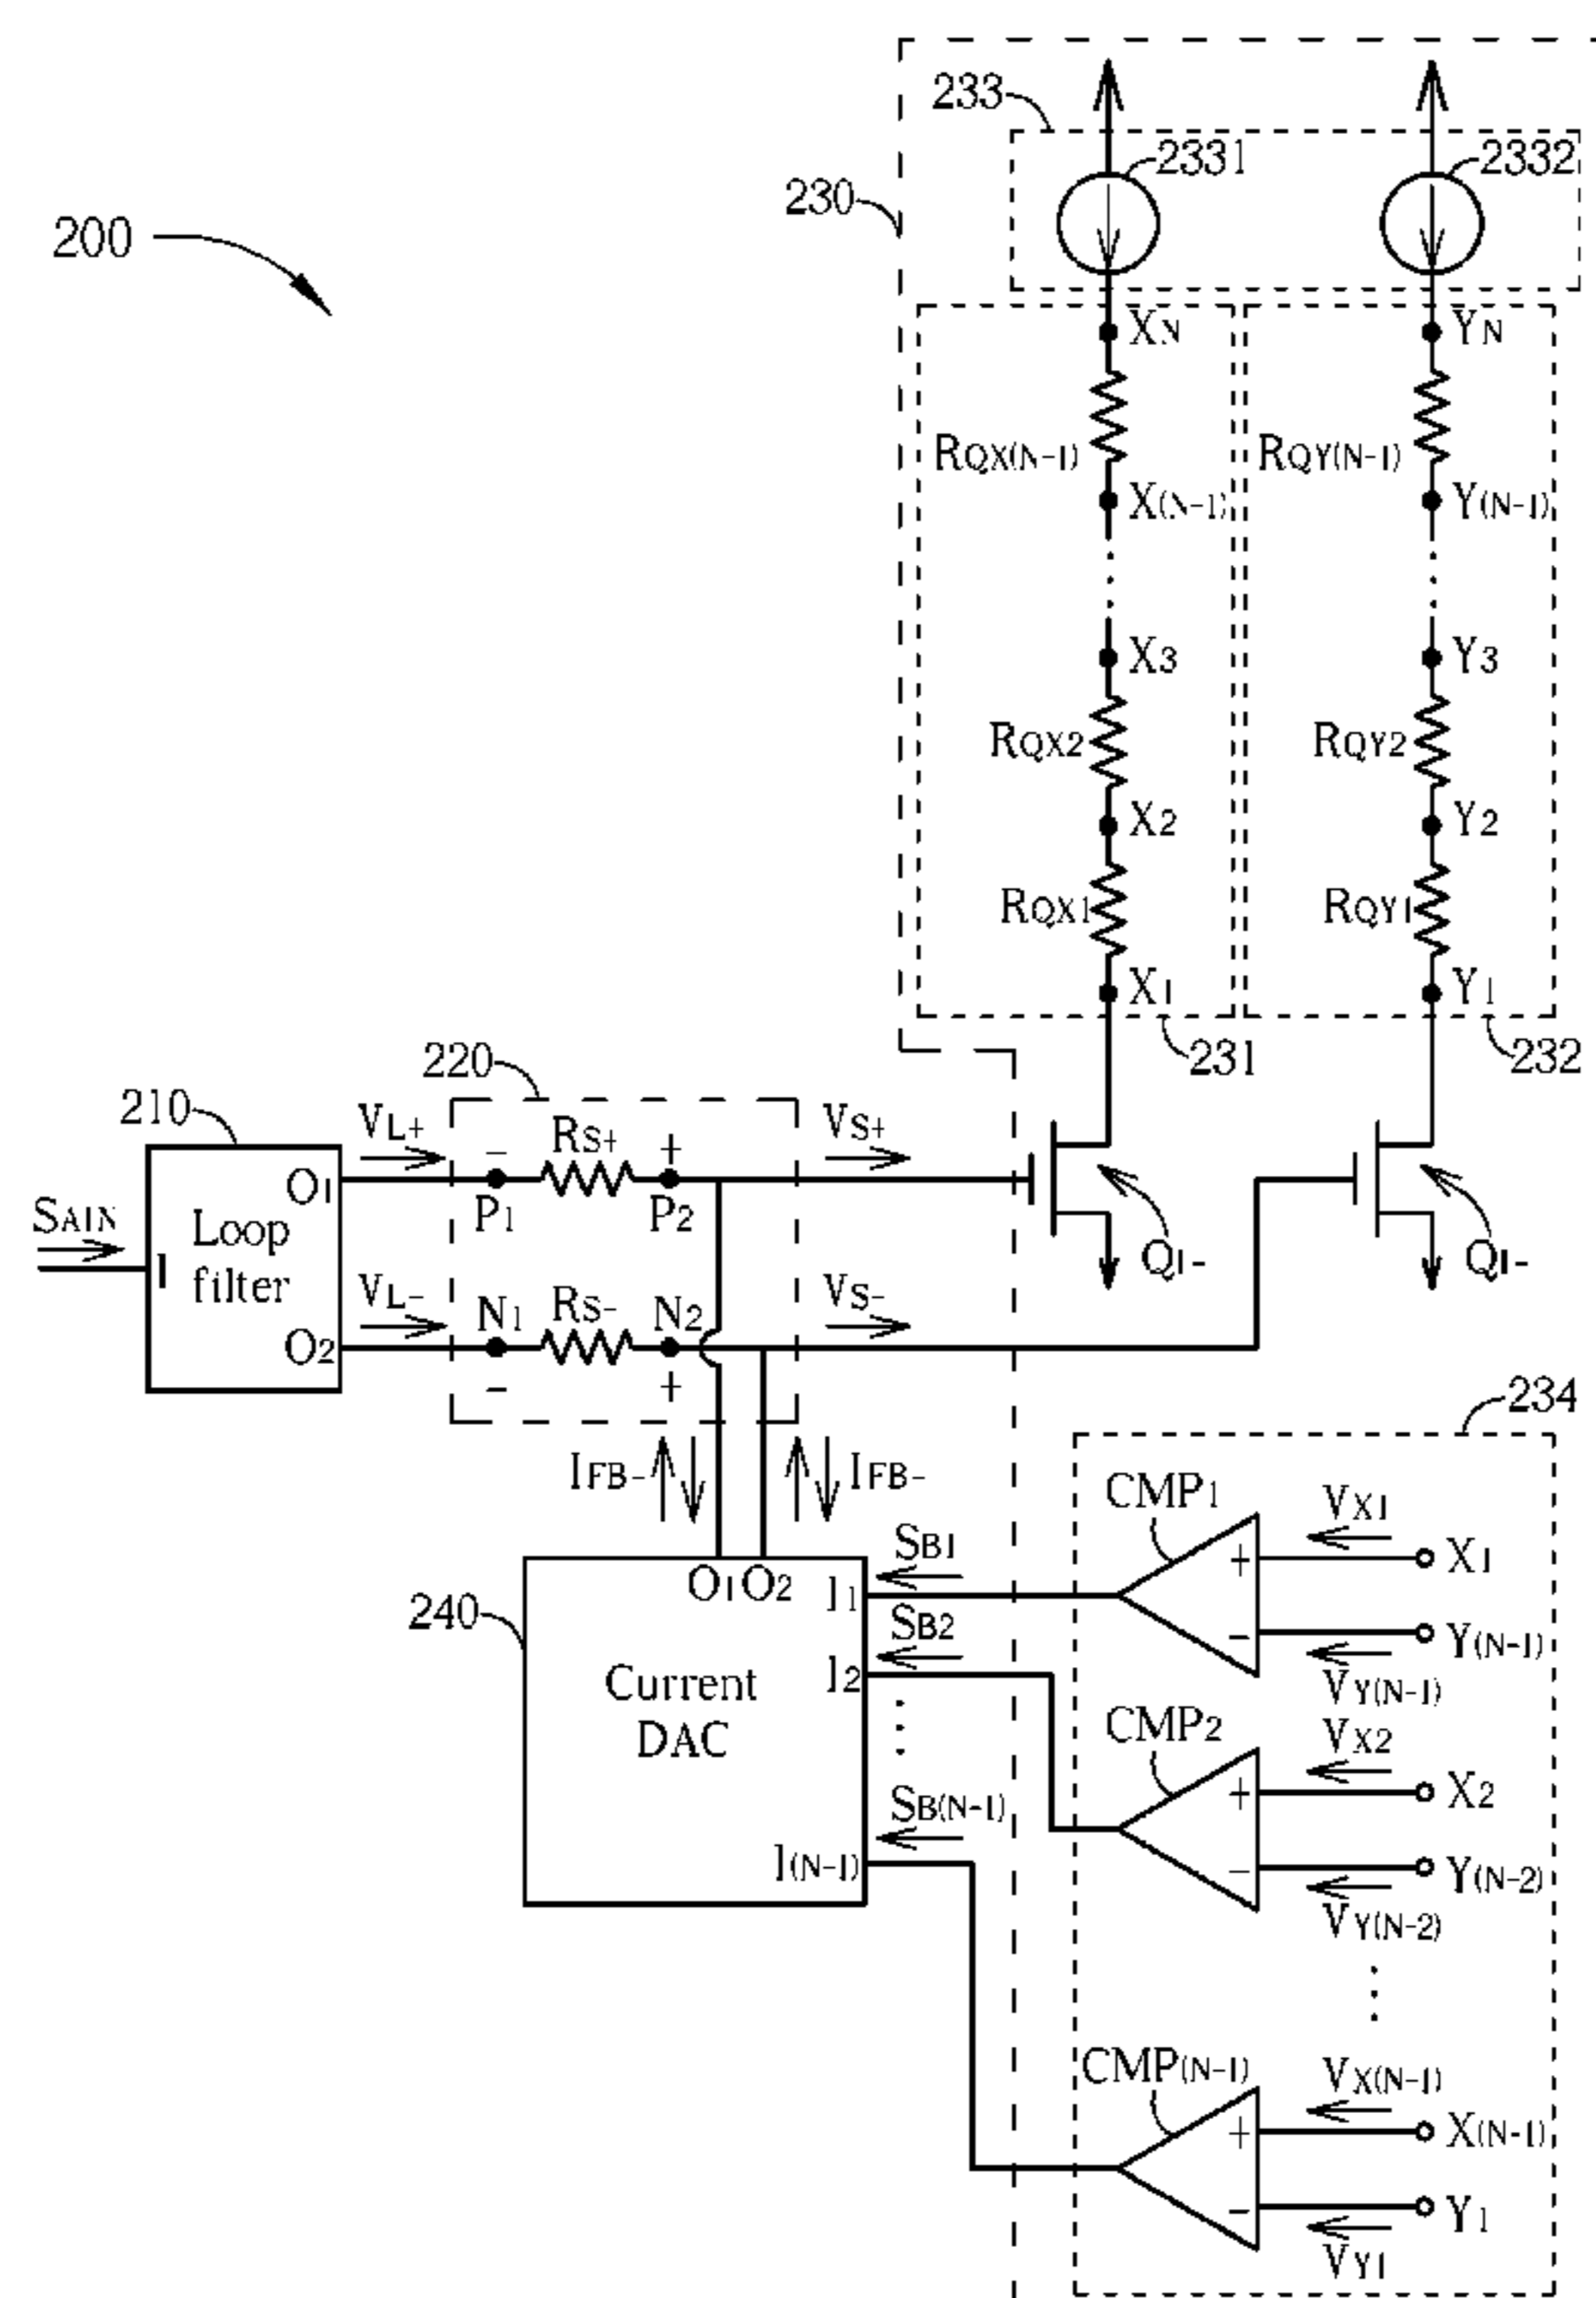 200
230
233
2331
2332
XN
YN
RQX(N-1)
RQY(N-1)
X(N-1)
Y(N-1)
X3
Y3
RQX2
RQY2
X2
Y2
RQX1
RQY1
X1
Y1
231
232
220
210
VL+
RS+
VS+
- +
O1
P1
P2
SAIN
I
Loop
filter
QI-
QI-
VL-
N1
RS-
N2
VS-
O2
- +
234
IFB-
IFB-
CMP1
VX1
X1
SB1
O1 O2
I1
+
-
Y(N-1)
VY(N-1)
240
SB2
I2
Current
DAC
CMP2
VX2
X2
+
-
Y(N-2)
VY(N-2)
SB(N-1)
I(N-1)
CMP(N-1)
VX(N-1)
X(N-1)
+
-
Y1
VY1